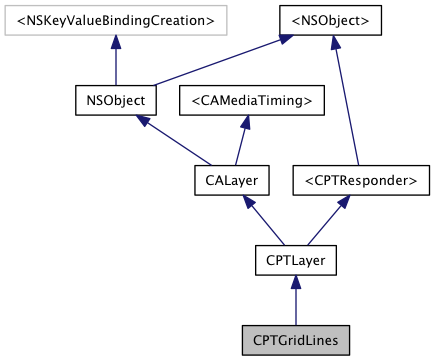 <NSKeyValueBindingCreation>
<NSObject>
NSObject
<CAMediaTiming>
CALayer
<CPTResponder>
CPTLayer
CPTGridLines